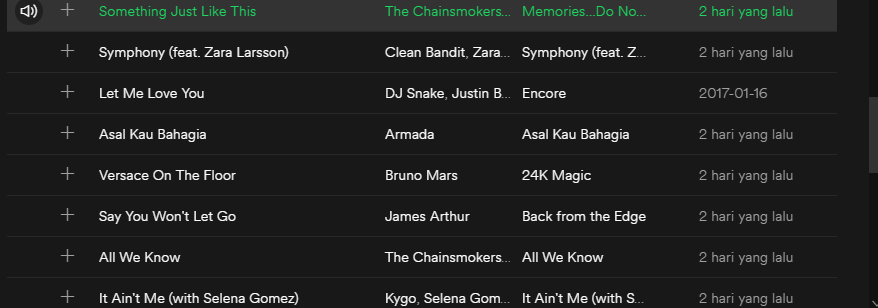 Something Just Like This The Chainsmokers... Memories...Do No... 2 hari yang lalu
Symphony (feat. Zara Larsson) Clean Bandit, Zara... Symphony (feat. Z... 2 hari yang lalu
Let Me Love You DJ Snake, Justin B... Encore 2017-01-16
Asal Kau Bahagia Armada Asal Kau Bahagia 2 hari yang lalu
Versace On The Floor Bruno Mars 24K Magic 2 hari yang lalu
Say You Won't Let Go James Arthur Back from the Edge 2 hari yang lalu
All We Know The Chainsmokers... All We Know 2 hari yang lalu
It Ain't Me (with Selena Gomez) Kygo, Selena Gom... It Ain't Me (with S... 2 hari yang lalu